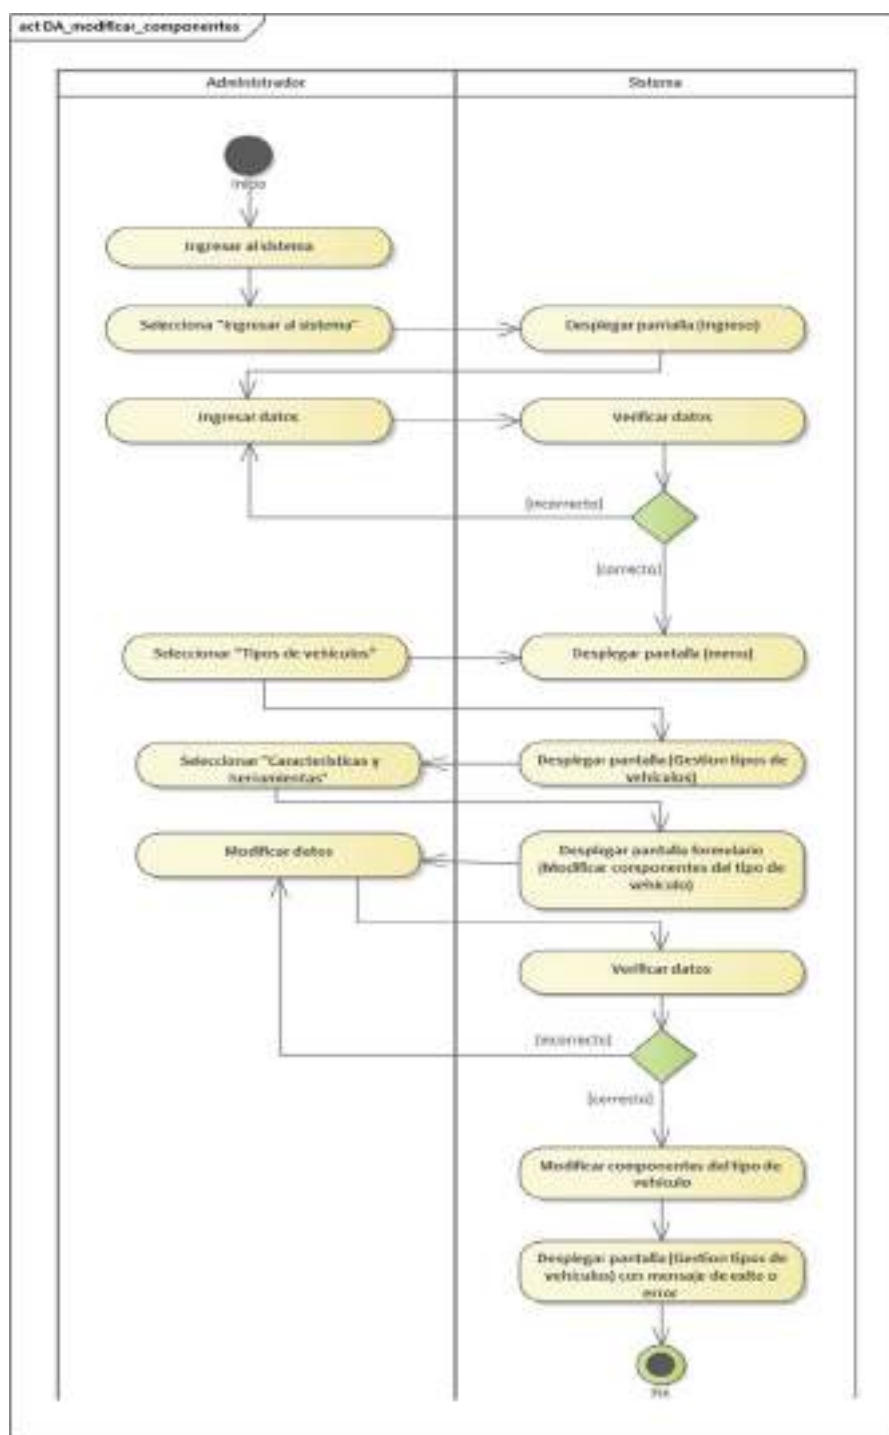 act DA_modificar_componentes
Administrador
Sistema
Inicio
Ingresar al sistema
Selecciona "Ingresar al sistema"
Desplegar pantalla (Ingreso)
Ingresar datos
Verificar datos
[incorrecto]
[correcto]
Seleccionar "Tipos de vehículos"
Desplegar pantalla (menu)
Seleccionar "Características y
herramientas"
Desplegar pantalla (Gestion tipos de
vehículos)
Modificar datos
Desplegar pantalla formulario
(Modificar componentes del tipo de
vehículo)
Verificar datos
[incorrecto]
[correcto]
Modificar componentes del tipo de
vehículo
Desplegar pantalla (Gestion tipos de
vehículos) con mensaje de exito o
error
Fin